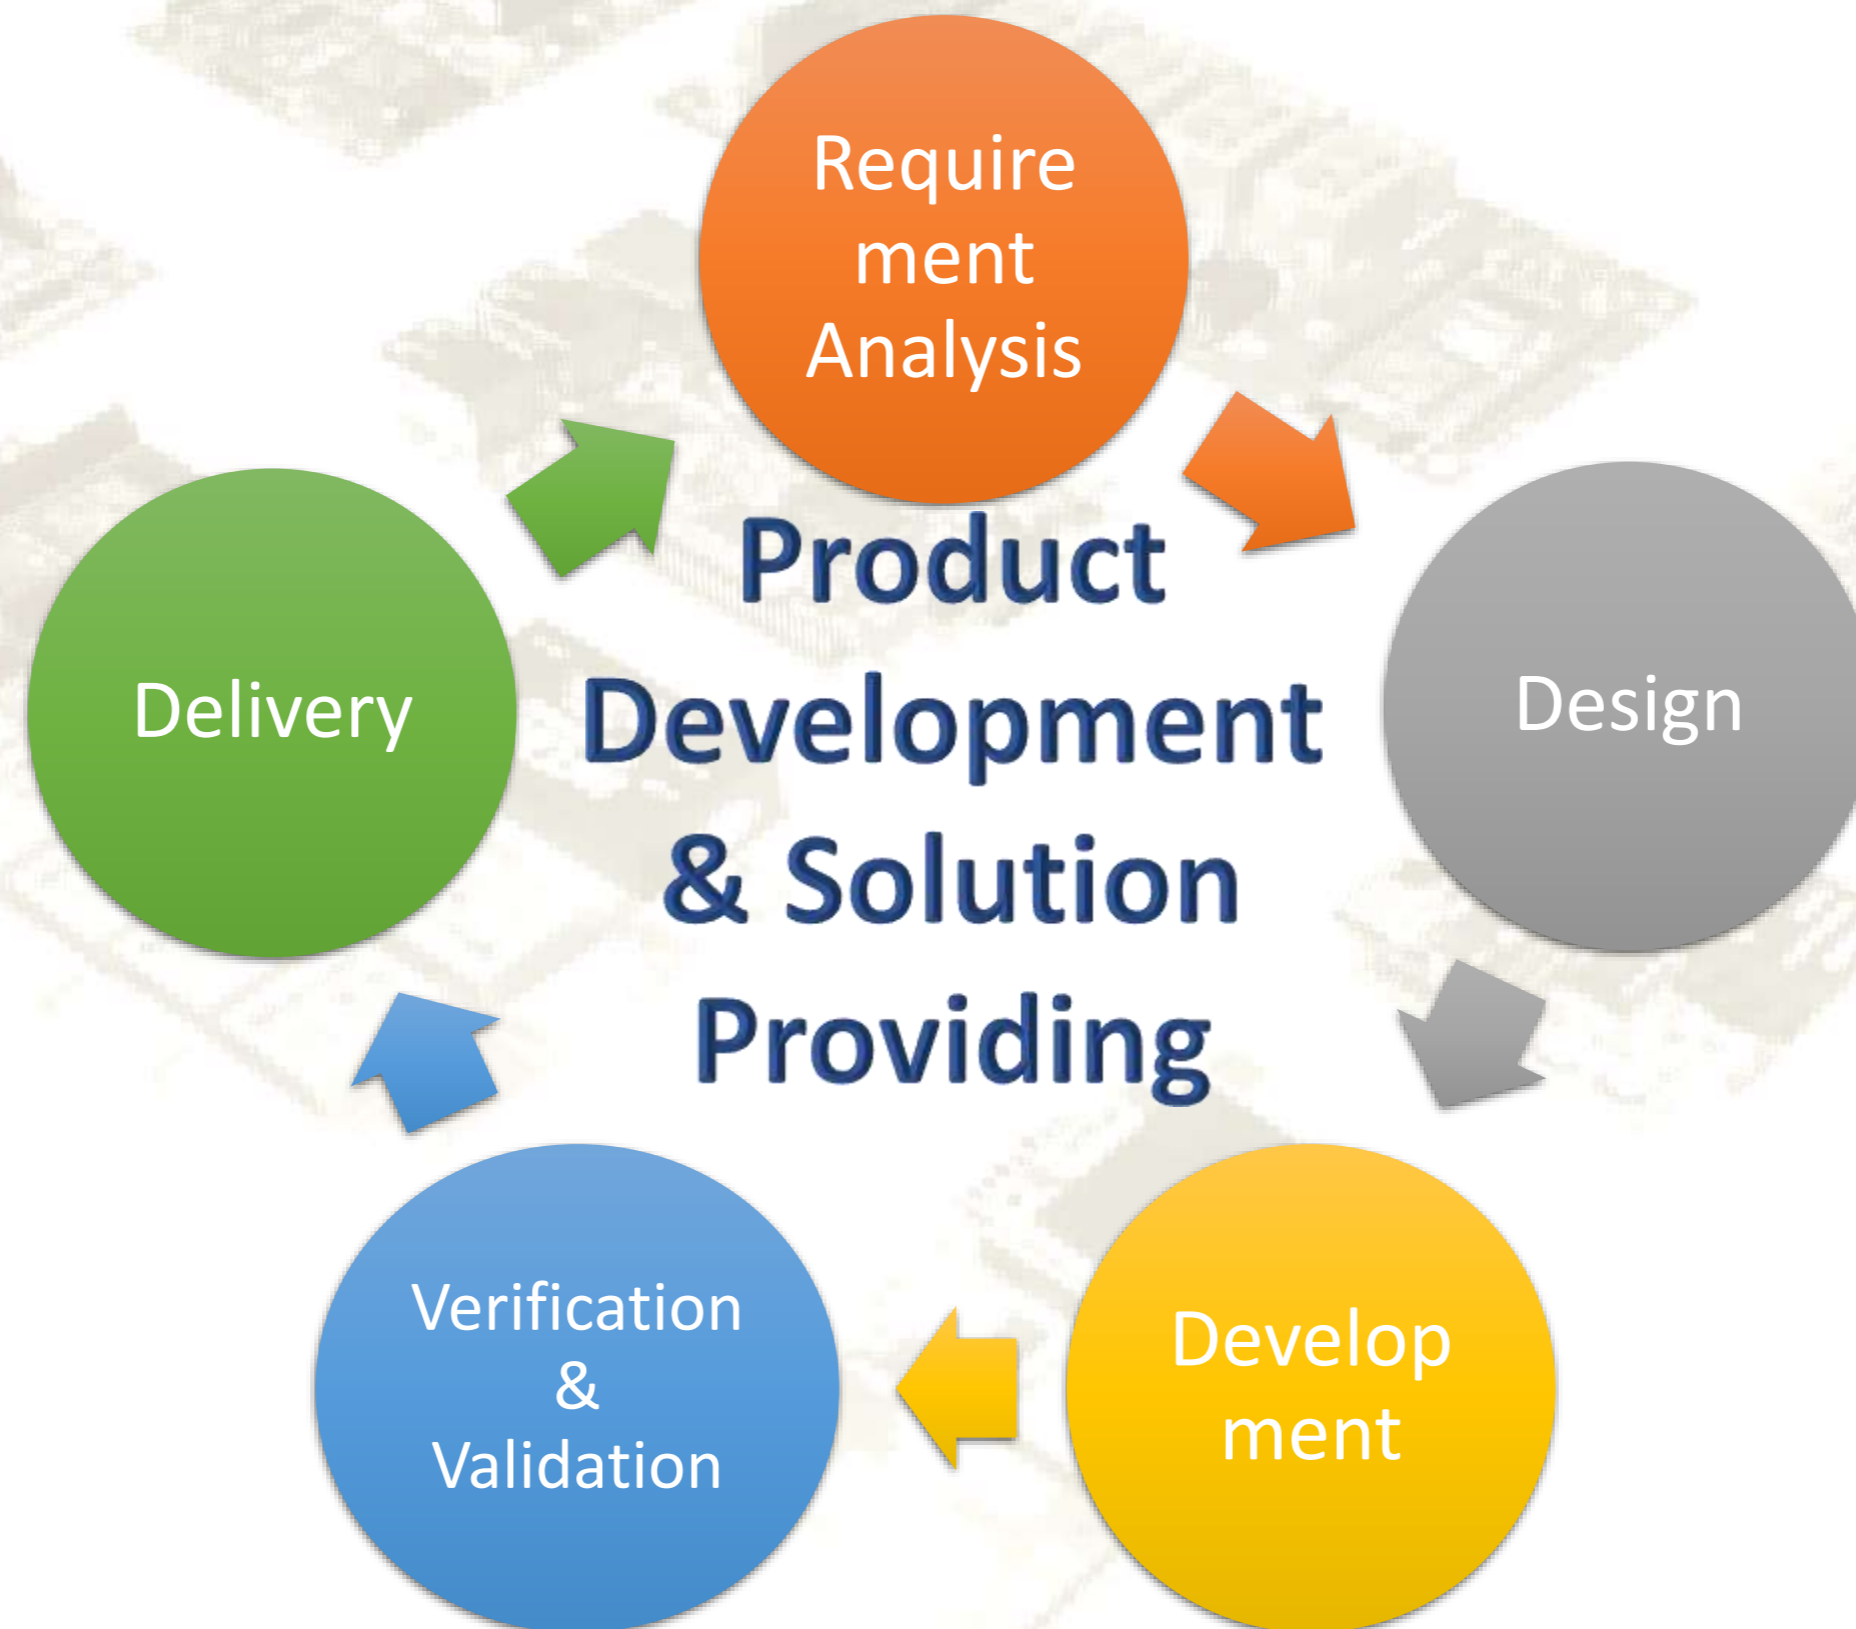 Require
ment
Analysis
Design
Develop
ment
Verification
&
Validation
Delivery
Product
Development
& Solution
Providing